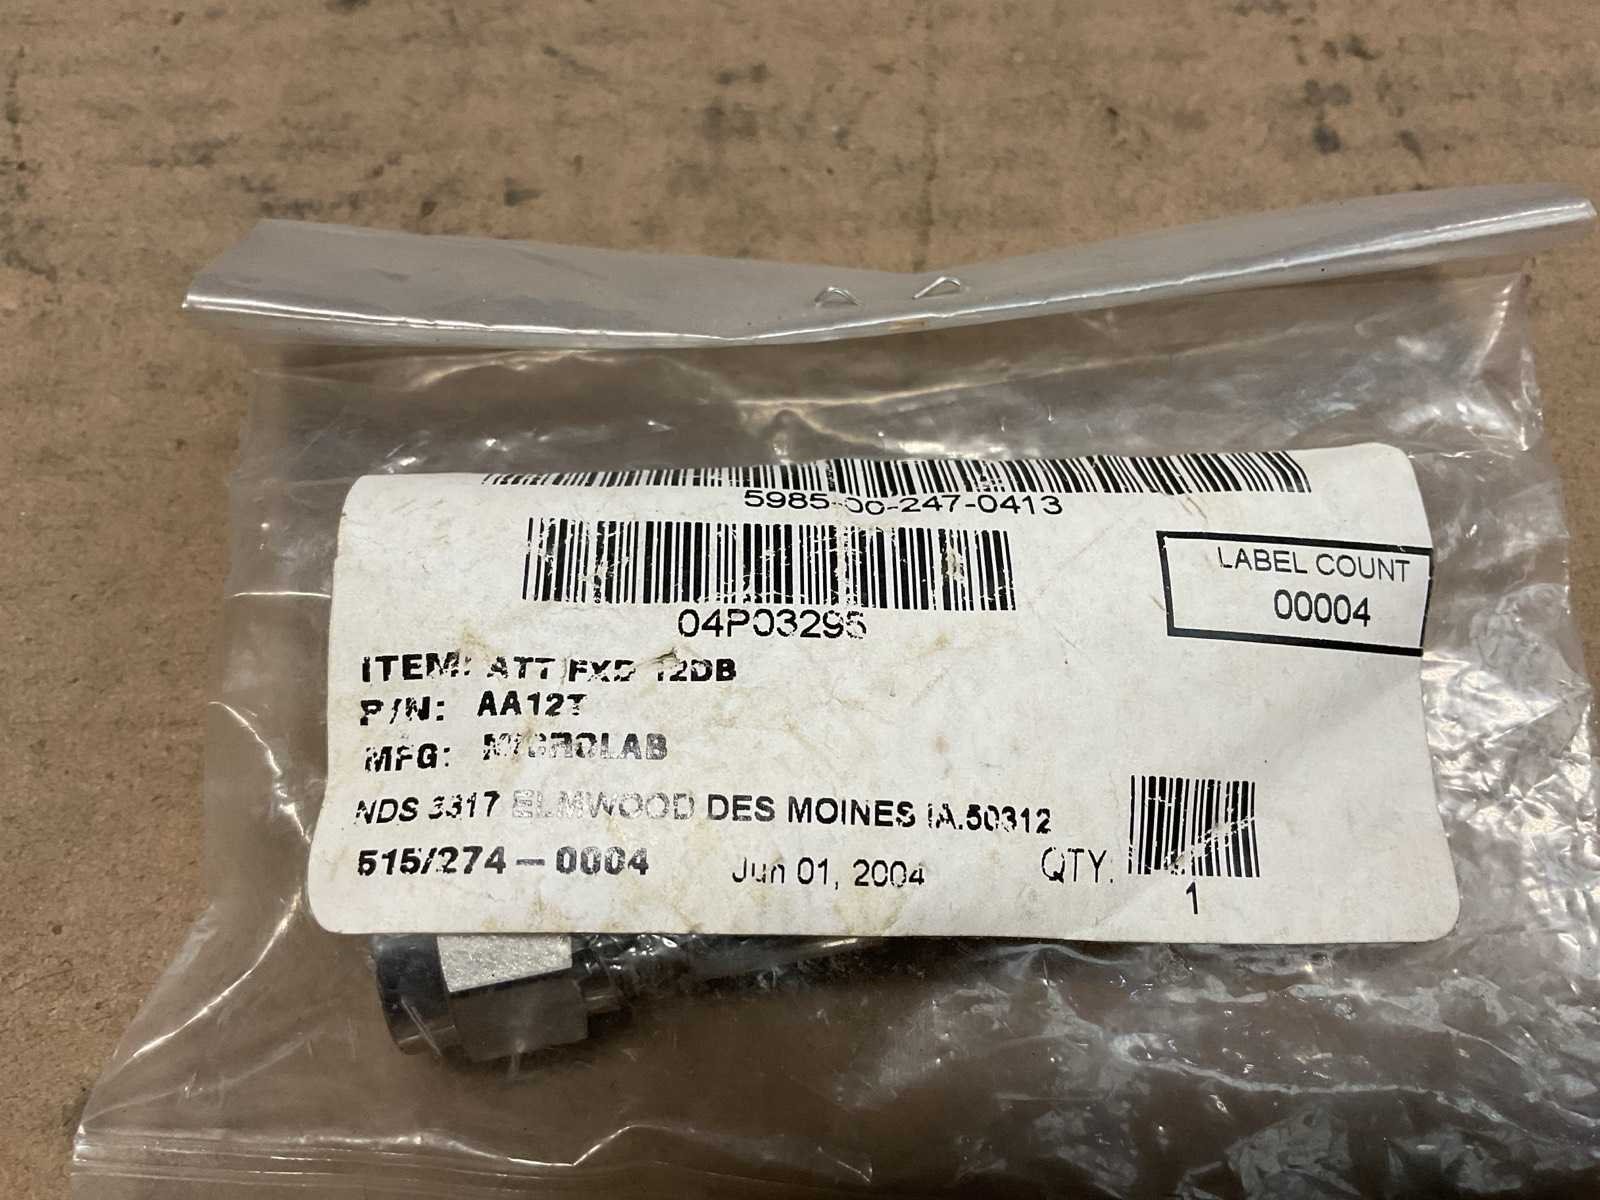 5985-00-247-0413
04P03295
LABEL COUNT
00004
ITEM: ATT FXD 12DB
P/N: AA12T
MFG: MICROLAB
NDS 3317 ELMWOOD DES MOINES IA.50312
515/274-0004 Jun 01, 2004 QTY:
1